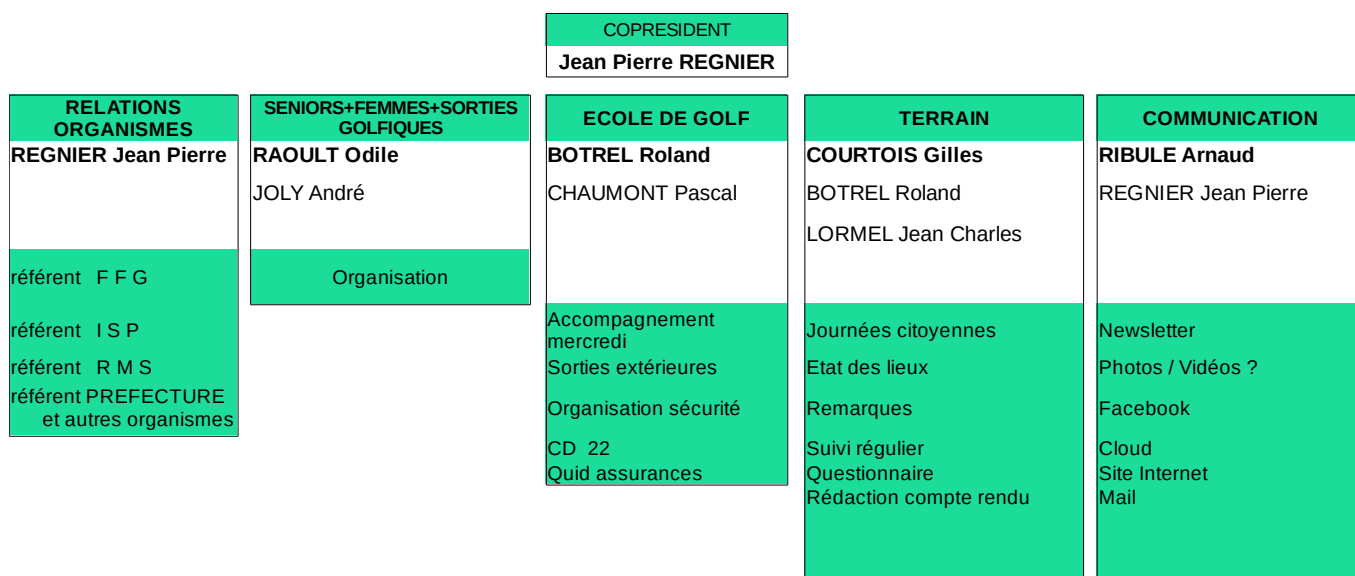 COPRESIDENT
Jean Pierre REGNIER
RELATIONS
ORGANISMES
REGNIER Jean Pierre
référent F F G
référent I S P
référent R M S
référent PREFECTURE
et autres organismes
SENIORS+FEMMES+SORTIES
GOLFIQUES
RAOULT Odile
JOLY André
Organisation
ECOLE DE GOLF
BOTREL Roland
CHAUMONT Pascal
Accompagnement
mercredi
Sorties extérieures
Organisation sécurité
CD 22
Quid assurances
TERRAIN
COURTOIS Gilles
BOTREL Roland
LORMEL Jean Charles
Journées citoyennes
Etat des lieux
Remarques
Suivi régulier
Questionnaire
Rédaction compte rendu
COMMUNICATION
RIBULE Arnaud
REGNIER Jean Pierre
Newsletter
Photos / Vidéos ?
Facebook
Cloud
Site Internet
Mail